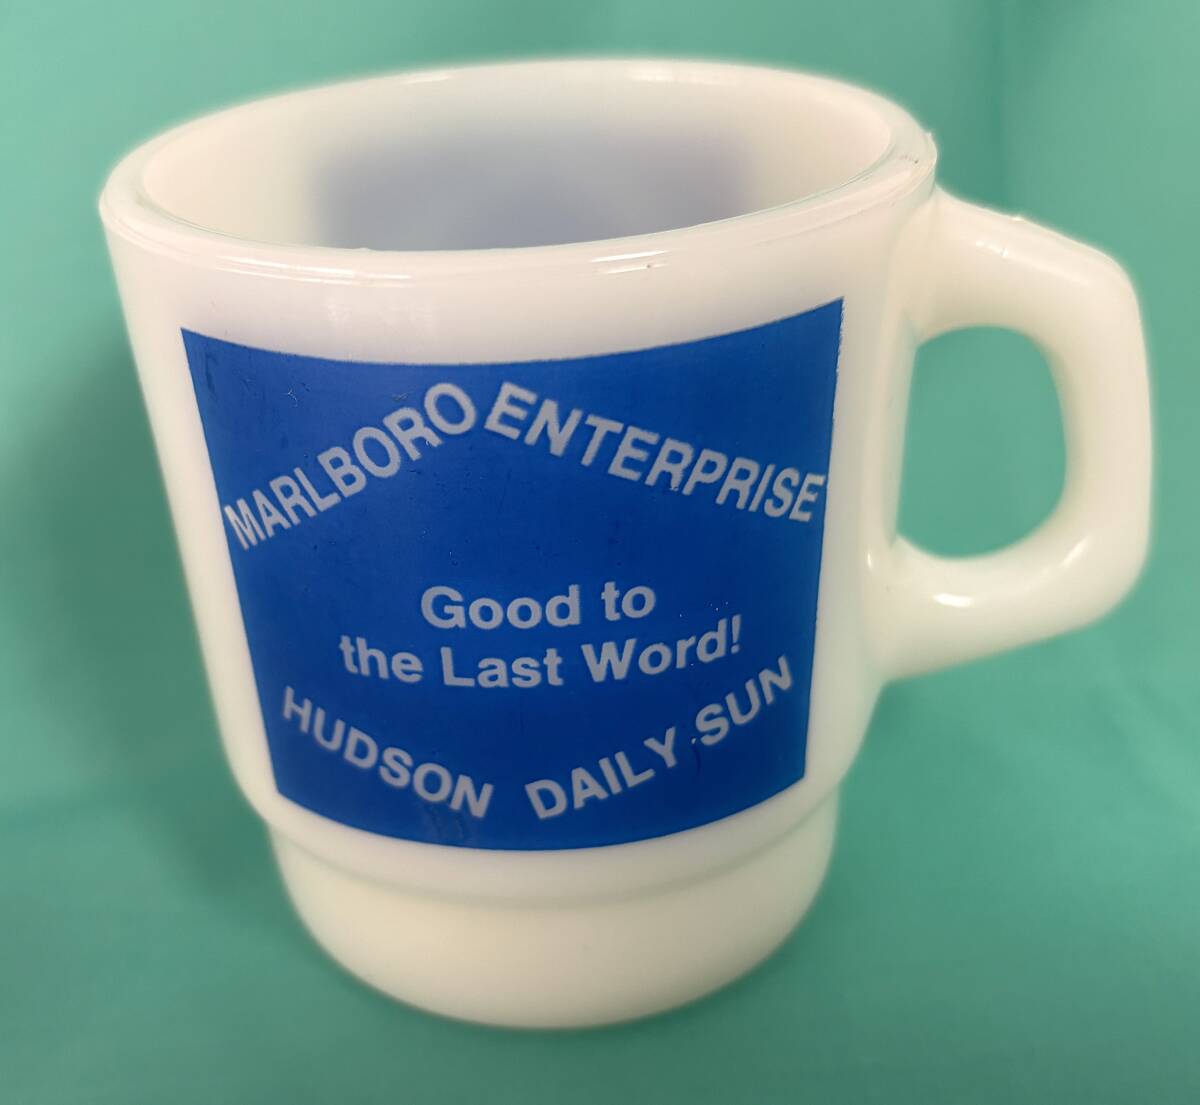 MARLBORO ENTERPRISE
Good to
the Last Word!
HUDSON DAILY SUN